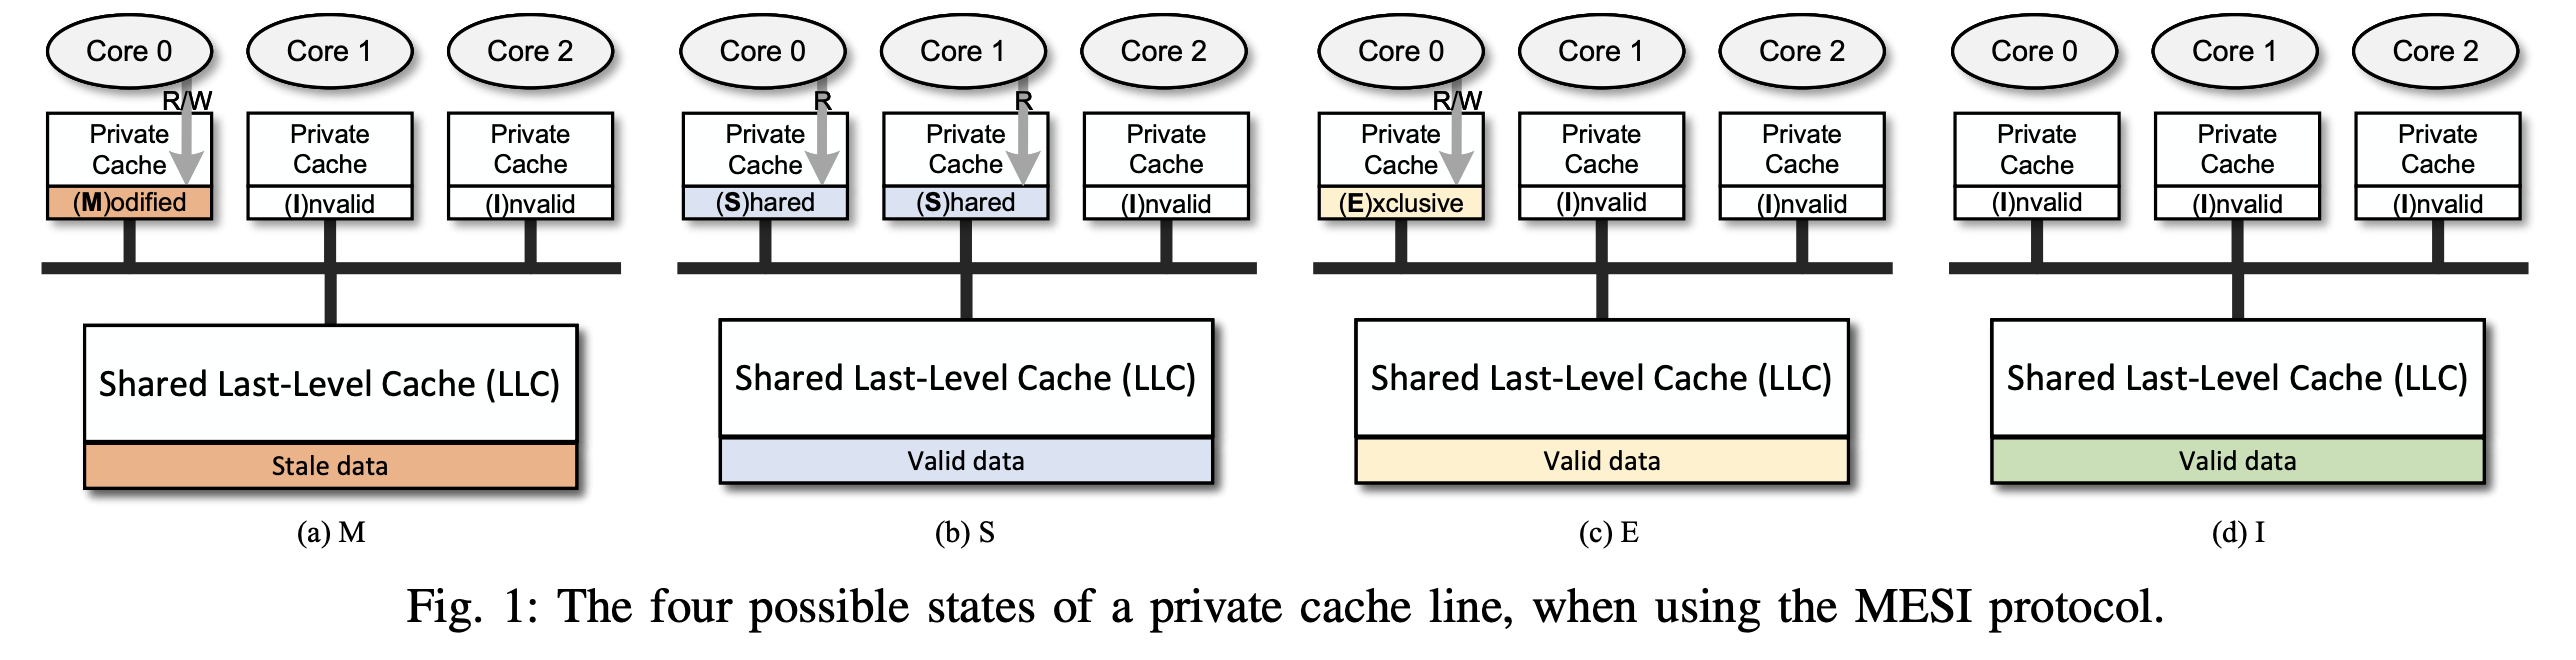 Core 0 Core 1 Core 2 Core 0 Core 1 Core 2 Core 0 Core 1 Core 2 Core 0 Core 1 Core 2
R/W R R R/W
Private Private Private Private Private Private Private Private Private Private Private Private
Cache Cache Cache Cache Cache Cache Cache Cache Cache Cache Cache Cache
(M)odified (I)nvalid (I)nvalid (S)hared (S)hared (I)nvalid (E)xclusive (I)nvalid (I)nvalid (I)nvalid (I)nvalid (I)nvalid
Shared Last-Level Cache (LLC) Shared Last-Level Cache (LLC) Shared Last-Level Cache (LLC) Shared Last-Level Cache (LLC)
Stale data Valid data Valid data Valid data
(a) M (b) S (c) E (d) I
Fig. 1: The four possible states of a private cache line, when using the MESI protocol.